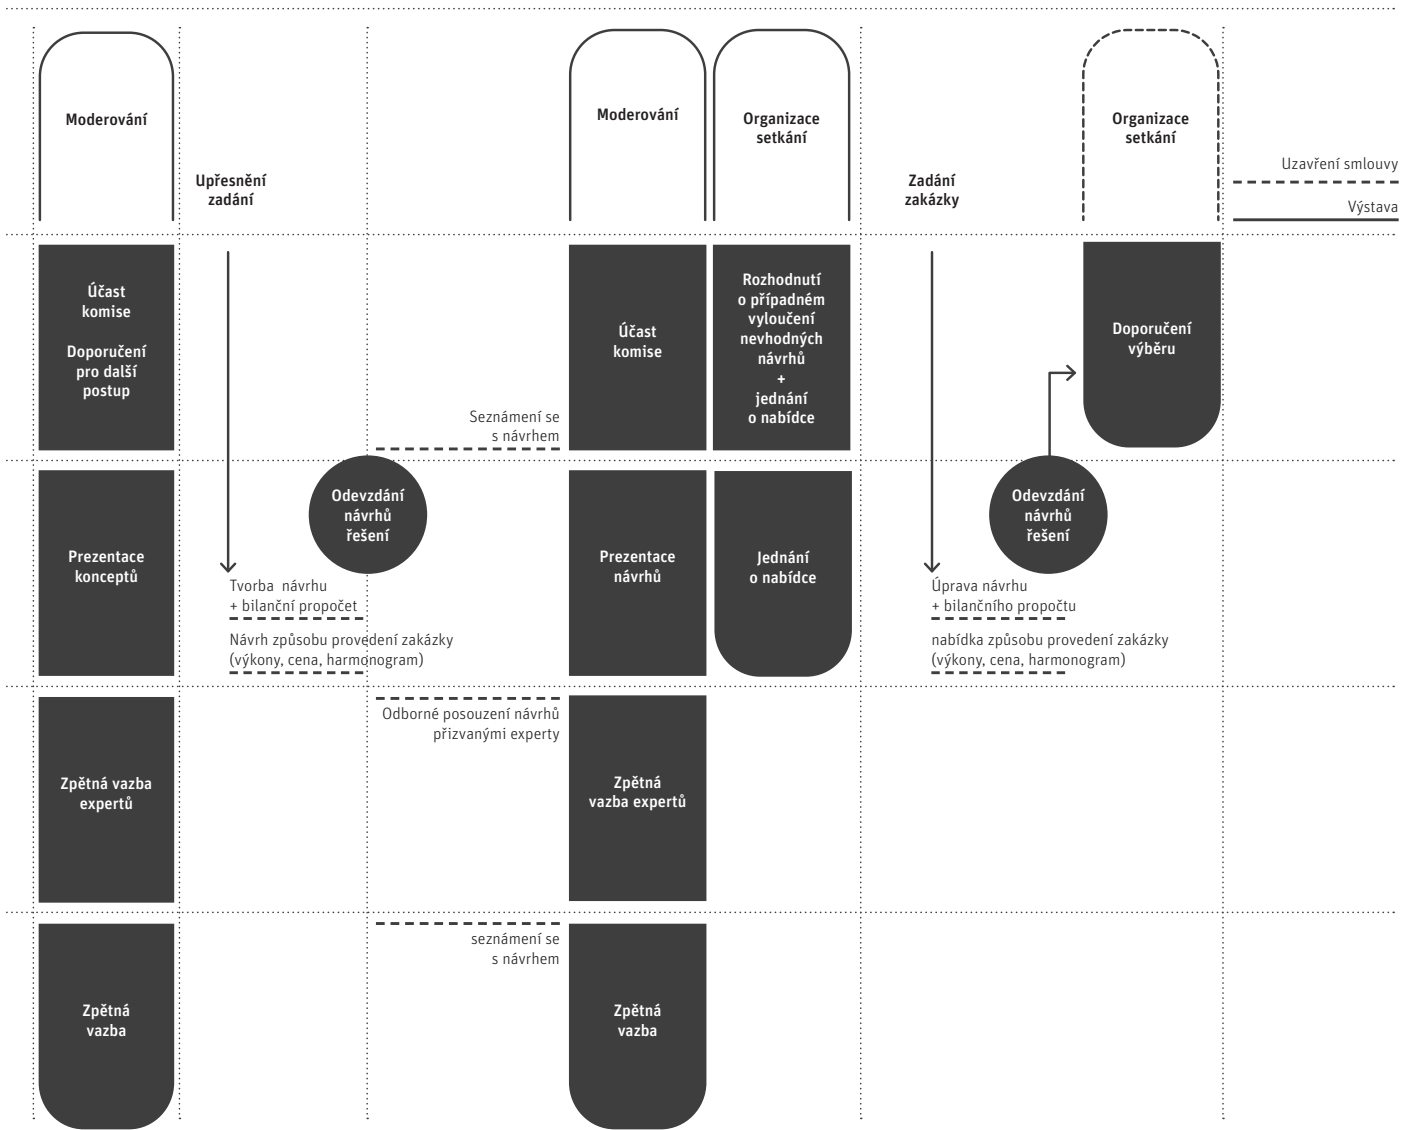 Moderování
Upřesnění
zadání
Moderování
Organizace
setkání
Zadání
zakázky
Organizace
setkání
Uzavření smlouvy
Výstava
Účast
komise
Doporučení
pro další
postup
Seznámení se
s návrhem
Účast
komise
Rozhodnutí
o případném
vyloučení
nevhodných
návrhů
+
jednání
o nabídce
Doporučení
výběru
Prezentace
konceptů
Odevzdání
návrhů
řešení
Tvorba návrhu
+ bilanční propočet
Návrh způsobu provedení zakázky
(výkony, cena, harmonogram)
Prezentace
návrhů
Jednání
o nabídce
Odevzdání
návrhů
řešení
Úprava návrhu
+ bilančního propočtu
nabídka způsobu provedení zakázky
(výkony, cena, harmonogram)
Zpětná vazba
expertů
Odborné posouzení návrhů
přizvanými experty
Zpětná
vazba expertů
Zpětná
vazba
seznámení se
s návrhem
Zpětná
vazba